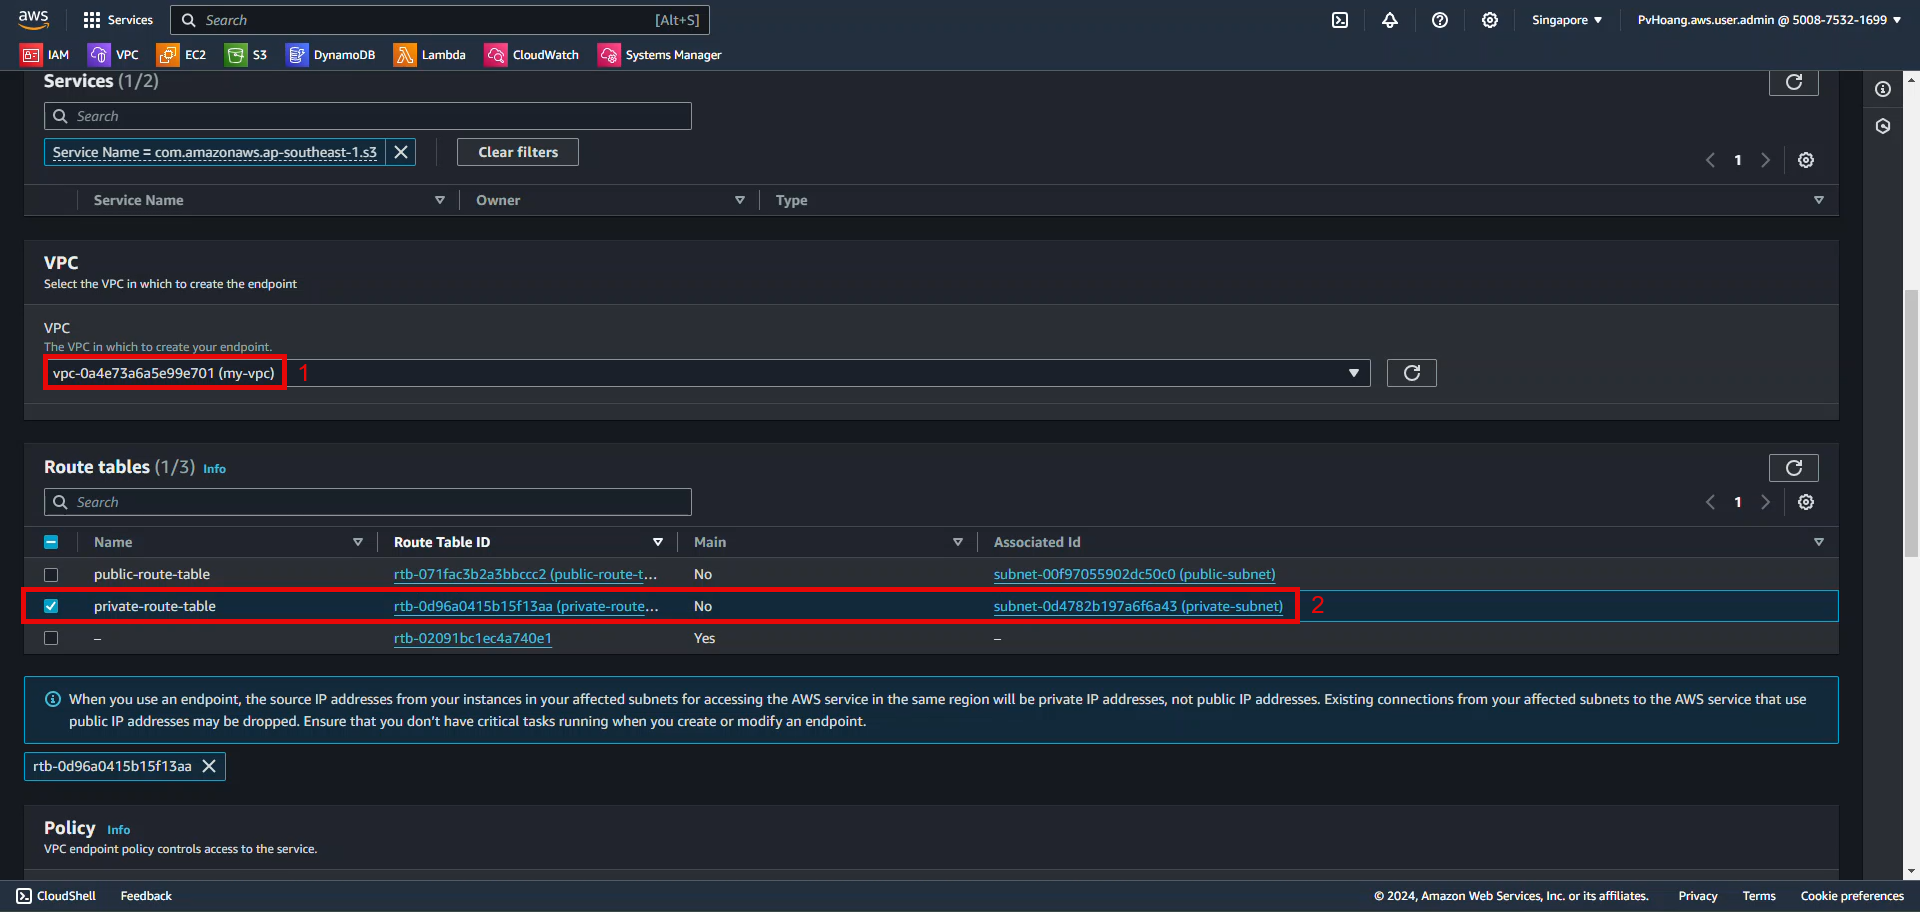 aws Services Search [Alt+S] Singapore PvHoang.aws.user.admin @ 5008-7532-1699
IAM VPC EC2 S3 DynamoDB Lambda CloudWatch Systems Manager
Services (1/2)
Search
Service Name = com.amazonaws.ap-southeast-1.s3 Clear filters
1
Service Name Owner Type
VPC
Select the VPC in which to create the endpoint
VPC
The VPC in which to create your endpoint.
vpc-0a4e73a6a5e99e701 (my-vpc) 1
Route tables (1/3) Info
Search 1
Name Route Table ID Main Associated Id
public-route-table rtb-071fac3b2a3bbccc2 (public-route-t... No subnet-00f97055902dc50c0 (public-subnet)
private-route-table rtb-0d96a0415b15f13aa (private-route... No subnet-0d4782b197a6f6a43 (private-subnet) 2
– rtb-02091bc1ec4a740e1 Yes –
When you use an endpoint, the source IP addresses from your instances in your affected subnets for accessing the AWS service in the same region will be private IP addresses, not public IP addresses. Existing connections from your affected subnets to the AWS service that use
public IP addresses may be dropped. Ensure that you don't have critical tasks running when you create or modify an endpoint.
rtb-0d96a0415b15f13aa
Policy Info
VPC endpoint policy controls access to the service.
CloudShell Feedback © 2024, Amazon Web Services, Inc. or its affiliates. Privacy Terms Cookie preferences